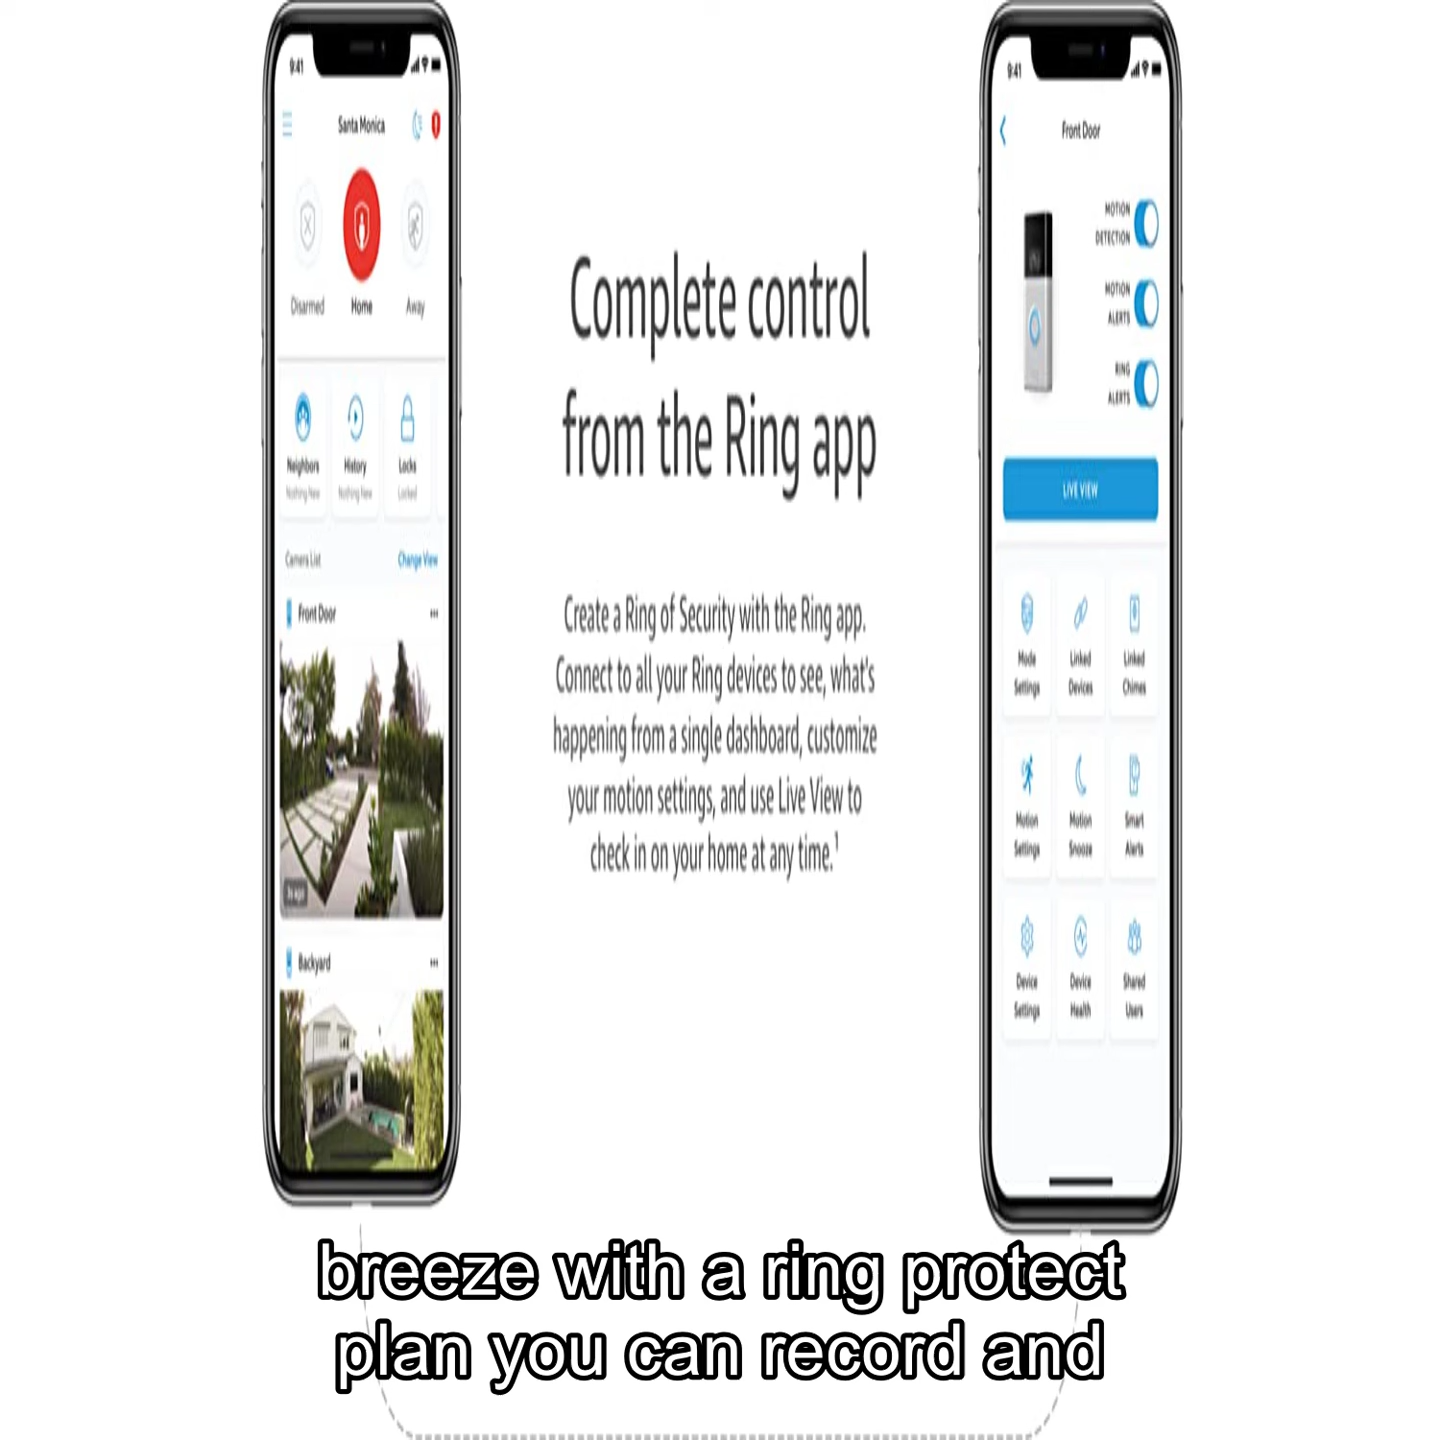 9:41
Santa Monica
Disarmed
Home
Away
Neighbors
Nothing New
History
Nothing New
Locks
Locked
Camera List
Change View
Front Door
Backyard
Complete control
from the Ring app
Create a Ring of Security with the Ring app.
Connect to all your Ring devices to see, what's
happening from a single dashboard, customize
your motion settings, and use Live View to
check in on your home at any time.¹
9:41
Front Door
MOTION
DETECTION
MOTION
ALERTS
RING
ALERTS
LIVE VIEW
Mode
Settings
Linked
Devices
Linked
Chimes
Motion
Settings
Motion
Snooze
Smart
Alerts
Device
Settings
Device
Health
Shared
Users
breeze with a ring protect
plan you can record and